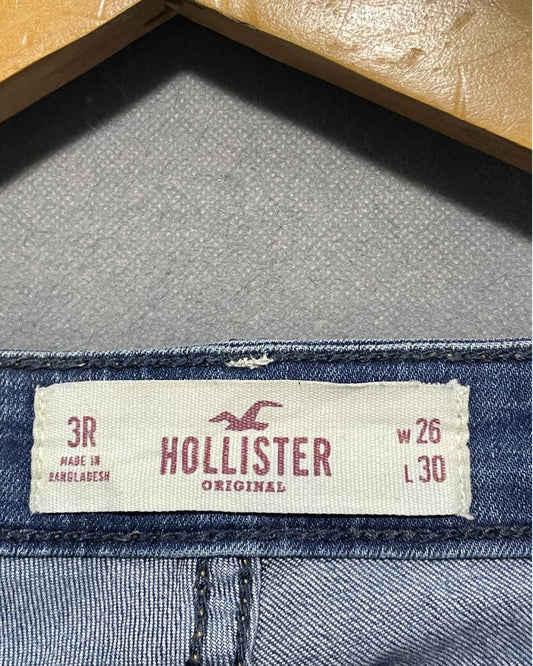 3R
MADE IN
BANGLADESH
HOLLISTER
ORIGINAL
W 26
L 30